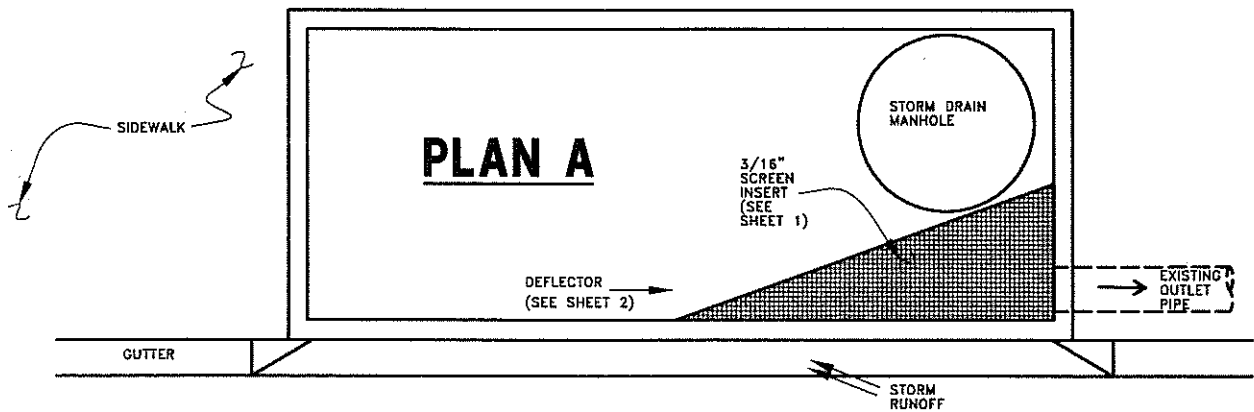 STORM DRAIN
MANHOLE
SIDEWALK
PLAN A
3/16"
SCREEN
INSERT
(SEE
SHEET 1)
DEFLECTOR
(SEE SHEET 2)
EXISTING
OUTLET
PIPE
GUTTER
STORM
RUNOFF